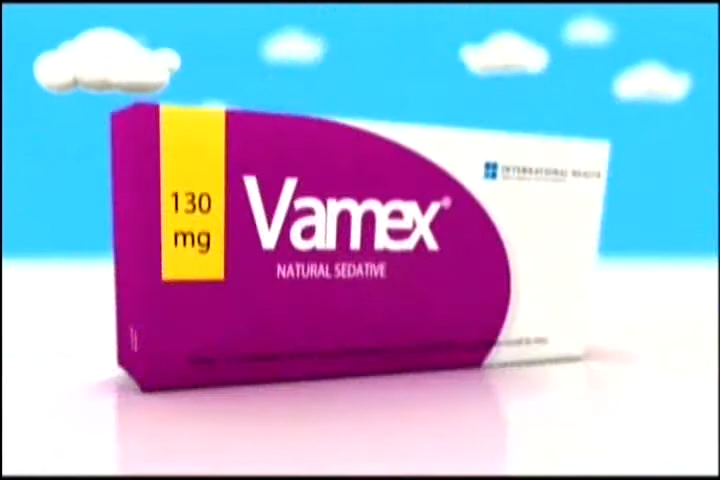 130
mg
Vamex®
NATURAL SEDATIVE
INTERNATIONAL HEALTH